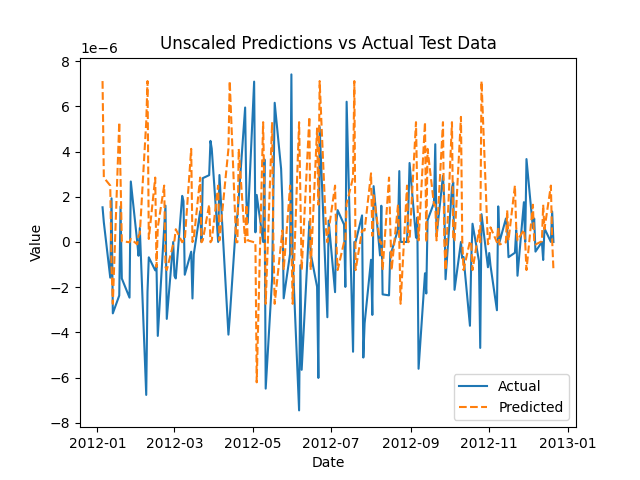 Unscaled Predictions vs Actual Test Data
1e−6
8
6
4
2
0
−2
−4
−6
−8
Value
2012-01 2012-03 2012-05 2012-07 2012-09 2012-11 2013-01
Date
Actual
Predicted